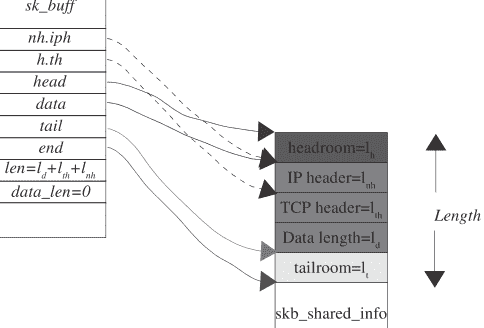 sk_buff
nh.iph
h.th
head
data
tail
end
len=l_d+l_th+l_nh
data_len=0
headroom=l_h
IP header=l_nh
TCP header=l_th
Data length=l_d
tailroom=l_t
skb_shared_info
Length